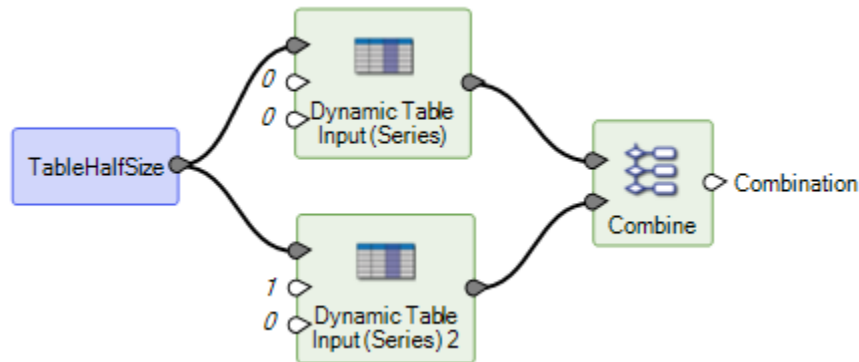 0
0
Dynamic Table
Input (Series)
TableHalfSize
Combine
Combination
1
0
Dynamic Table
Input (Series) 2